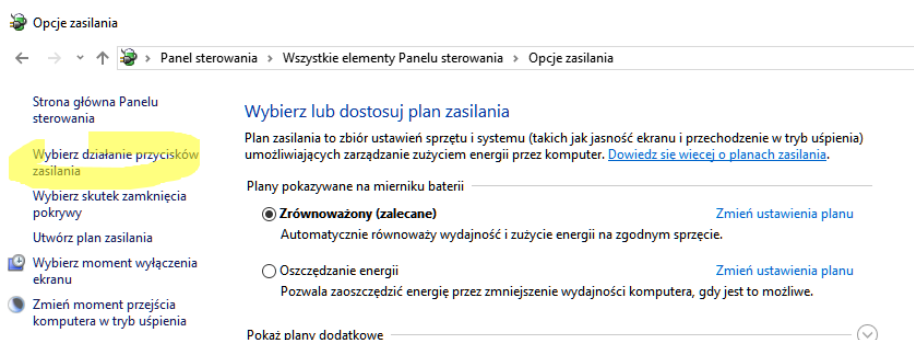 Opcje zasilania
Panel sterowania > Wszystkie elementy Panelu sterowania > Opcje zasilania
Strona główna Panelu
sterowania
Wybierz działanie przycisków
zasilania
Wybierz skutek zamknięcia
pokrywy
Utwórz plan zasilania
Wybierz moment wyłączenia
ekranu
Zmień moment przejścia
komputera w tryb uśpienia
Wybierz lub dostosuj plan zasilania
Plan zasilania to zbiór ustawień sprzętu i systemu (takich jak jasność ekranu i przechodzenie w tryb uśpienia)
umożliwiających zarządzanie zużyciem energii przez komputer. Dowiedz się więcej o planach zasilania.
Plany pokazywane na mierniku baterii
Zrównoważony (zalecane) Zmień ustawienia planu
Automatycznie równoważy wydajność i zużycie energii na zgodnym sprzęcie.
Oszczędzanie energii Zmień ustawienia planu
Pozwala zaoszczędzić energię przez zmniejszenie wydajności komputera, gdy jest to możliwe.
Pokaż plany dodatkowe